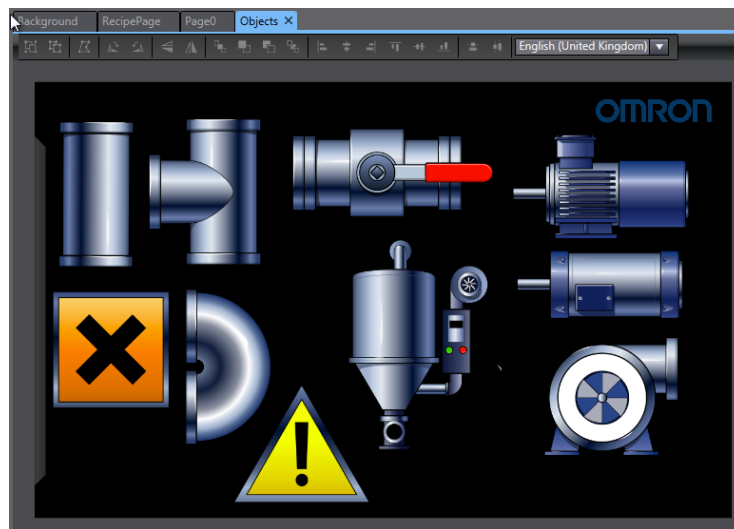 Background RecipePage Page0 Objects
English (United Kingdom)
OMRON
!